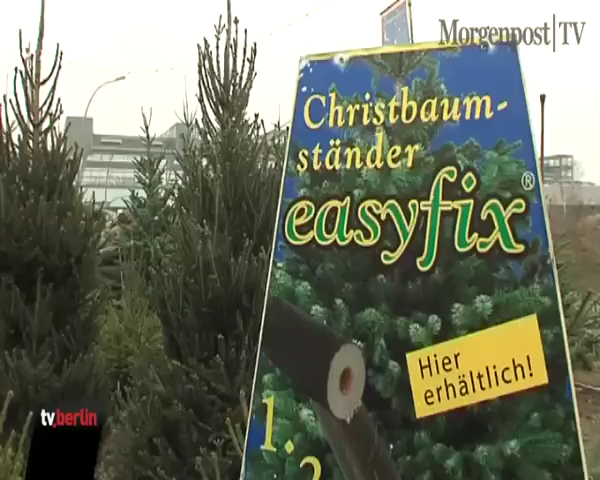 Morgenpost|TV
Christbaum-
ständer
easyfix®
Hier
erhältlich!
1.
2
tv.berlin